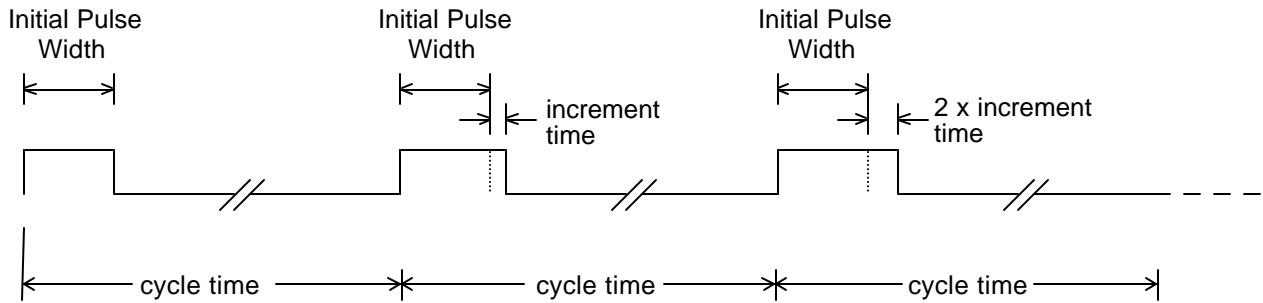 Initial Pulse
Width
Initial Pulse
Width
Initial Pulse
Width
increment
time
2 x increment
time
cycle time
cycle time
cycle time